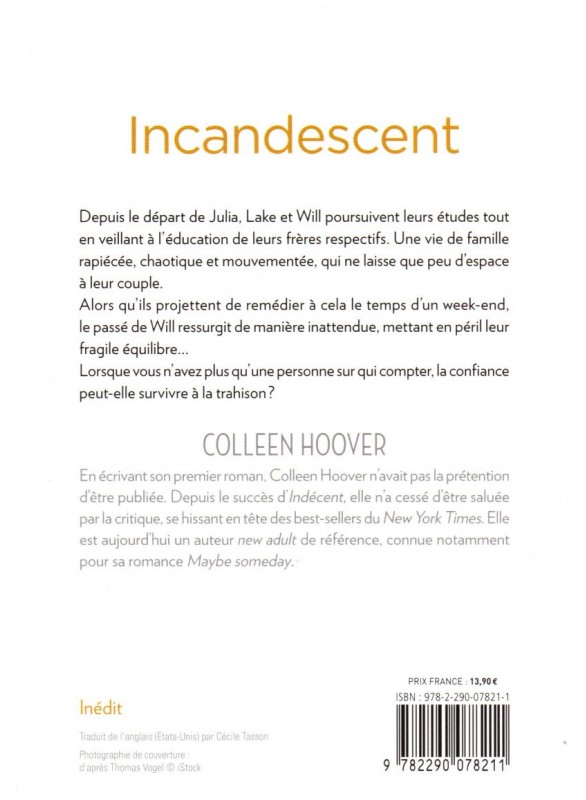 Incandescent
Depuis le départ de Julia, Lake et Will poursuivent leurs études tout
en veillant à l'éducation de leurs frères respectifs. Une vie de famille
rapiécée, chaotique et mouvementée, qui ne laisse que peu d'espace
à leur couple.
Alors qu'ils projettent de remédier à cela le temps d'un week-end,
le passé de Will ressurgit de manière inattendue, mettant en péril leur
fragile équilibre...
Lorsque vous n'avez plus qu'une personne sur qui compter, la confiance
peut-elle survivre à la trahison ?
COLLEEN HOOVER
En écrivant son premier roman, Colleen Hoover n'avait pas la prétention
d'être publiée. Depuis le succès d'Indécent, elle n'a cessé d'être saluée
par la critique, se hissant en tête des best-sellers du New York Times. Elle
est aujourd'hui un auteur new adult de référence, connue notamment
pour sa romance Maybe someday.
PRIX FRANCE : 13,90 €
ISBN : 978-2-290-07821-1
Inédit
Traduit de l'anglais (États-Unis) par Cécile Tasson
Photographie de couverture :
d'après Thomas Vogel © iStock
9 782290 078211